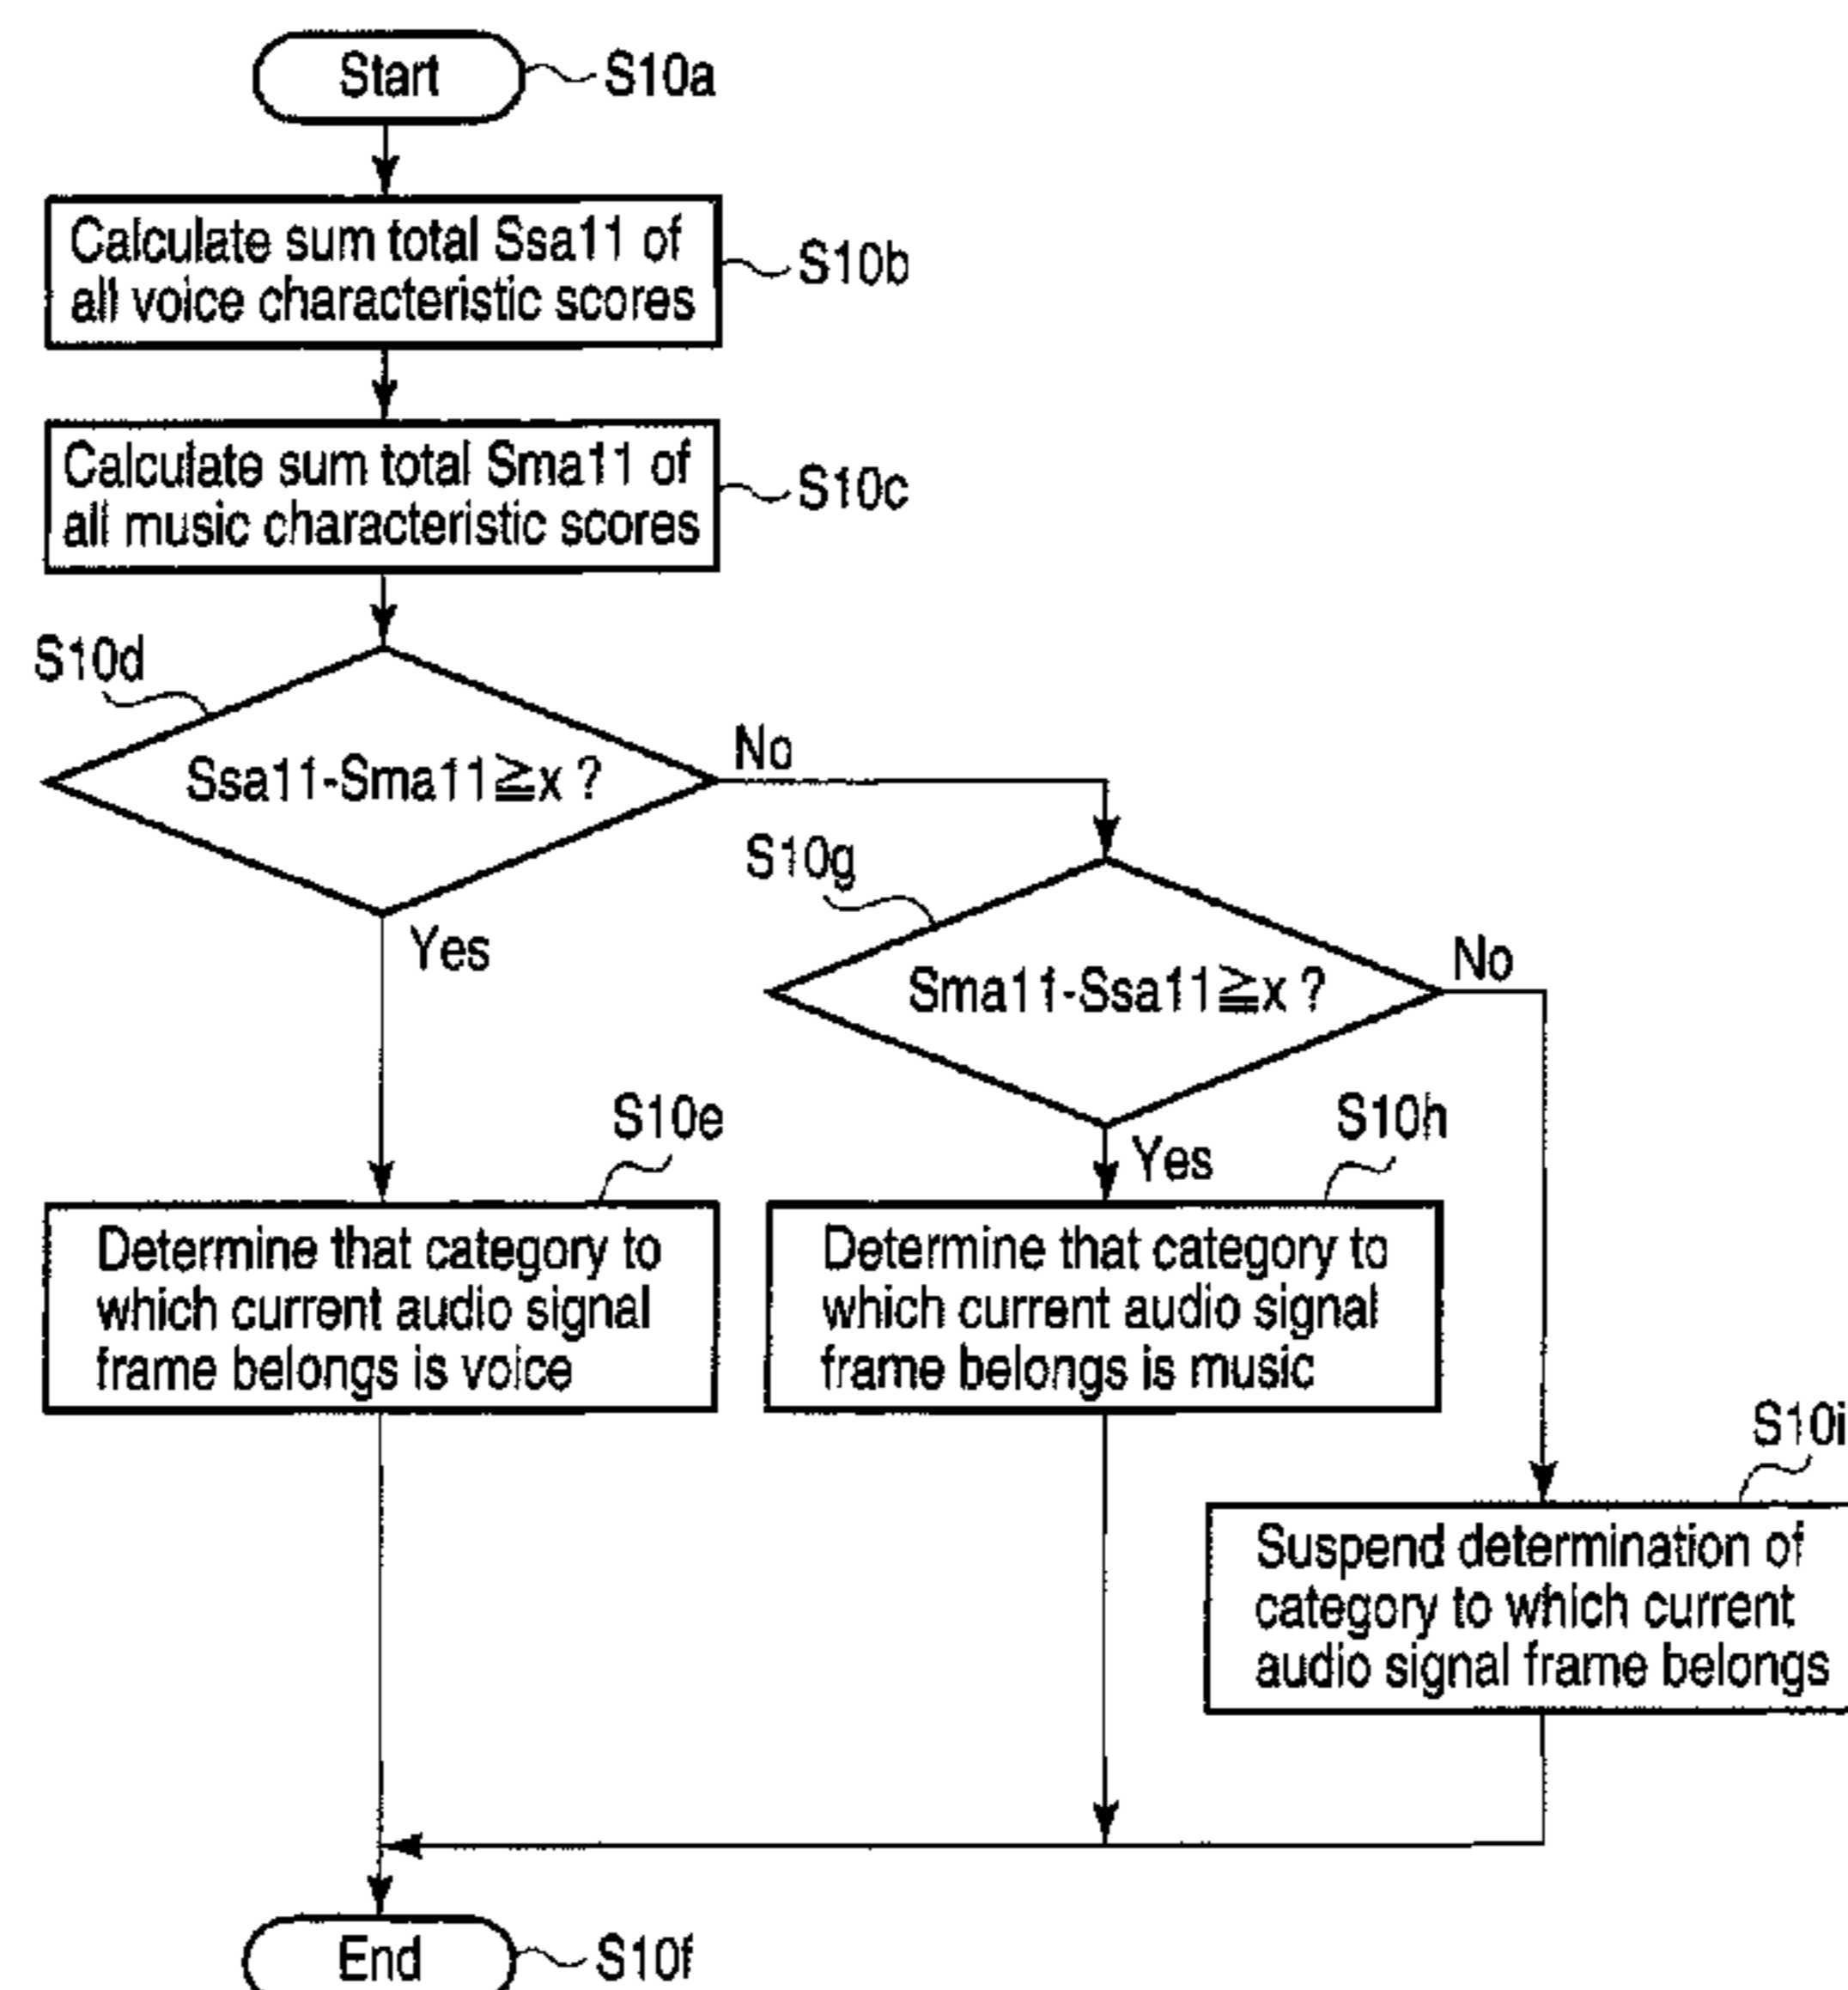 Start
S10a
Calculate sum total Ssa11 of
all voice characteristic scores
S10b
Calculate sum total Sma11 of
all music characteristic scores
S10c
S10d
Ssa11-Sma11≧x ?
No
Yes
S10g
Sma11-Ssa11≧x ?
No
Yes
S10e
Determine that category to
which current audio signal
frame belongs is voice
S10h
Determine that category to
which current audio signal
frame belongs is music
S10i
Suspend determination of
category to which current
audio signal frame belongs
End
S10f